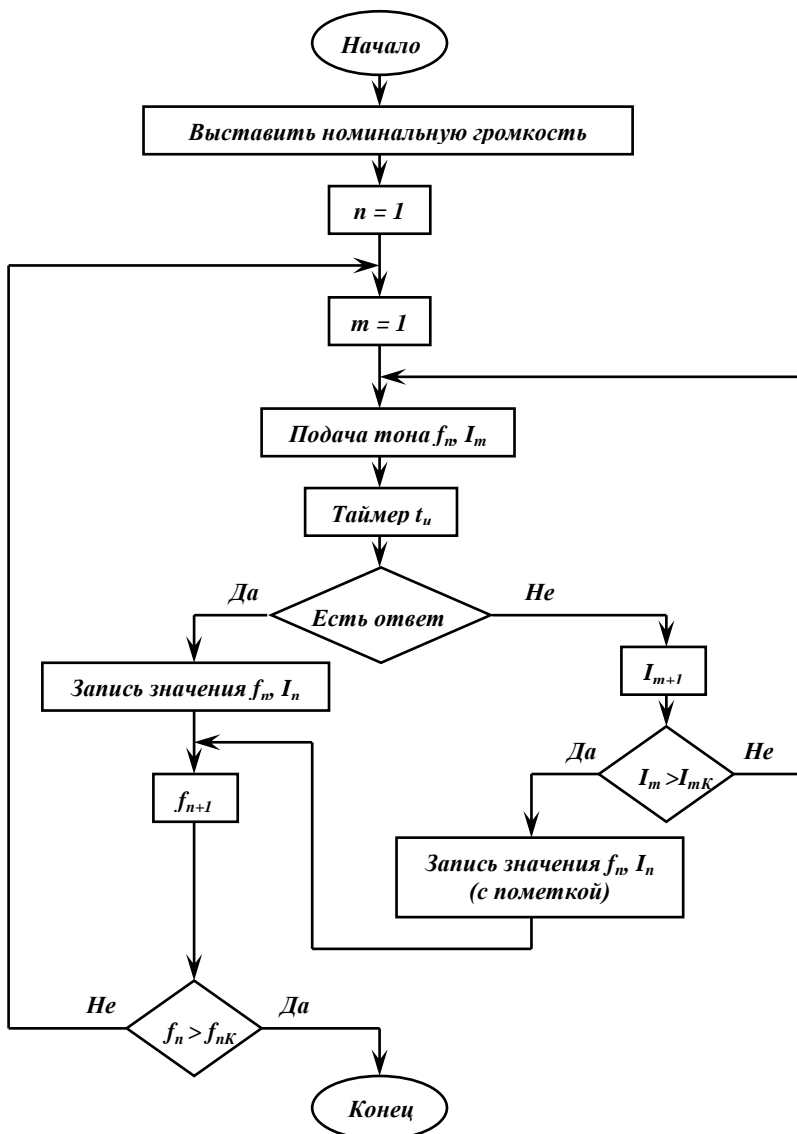 Начало
Выставить номинальную громкость
n = 1
m = 1
Подача тона fₙ, Iₘ
Таймер tᵤ
Есть ответ
Да
Не
Запись значения fₙ, Iₙ
Iₘ₊₁
fₙ₊₁
Iₘ >IₘK
Да
Не
Запись значения fₙ, Iₙ
(с пометкой)
fₙ > fₙK
Не
Да
Конец